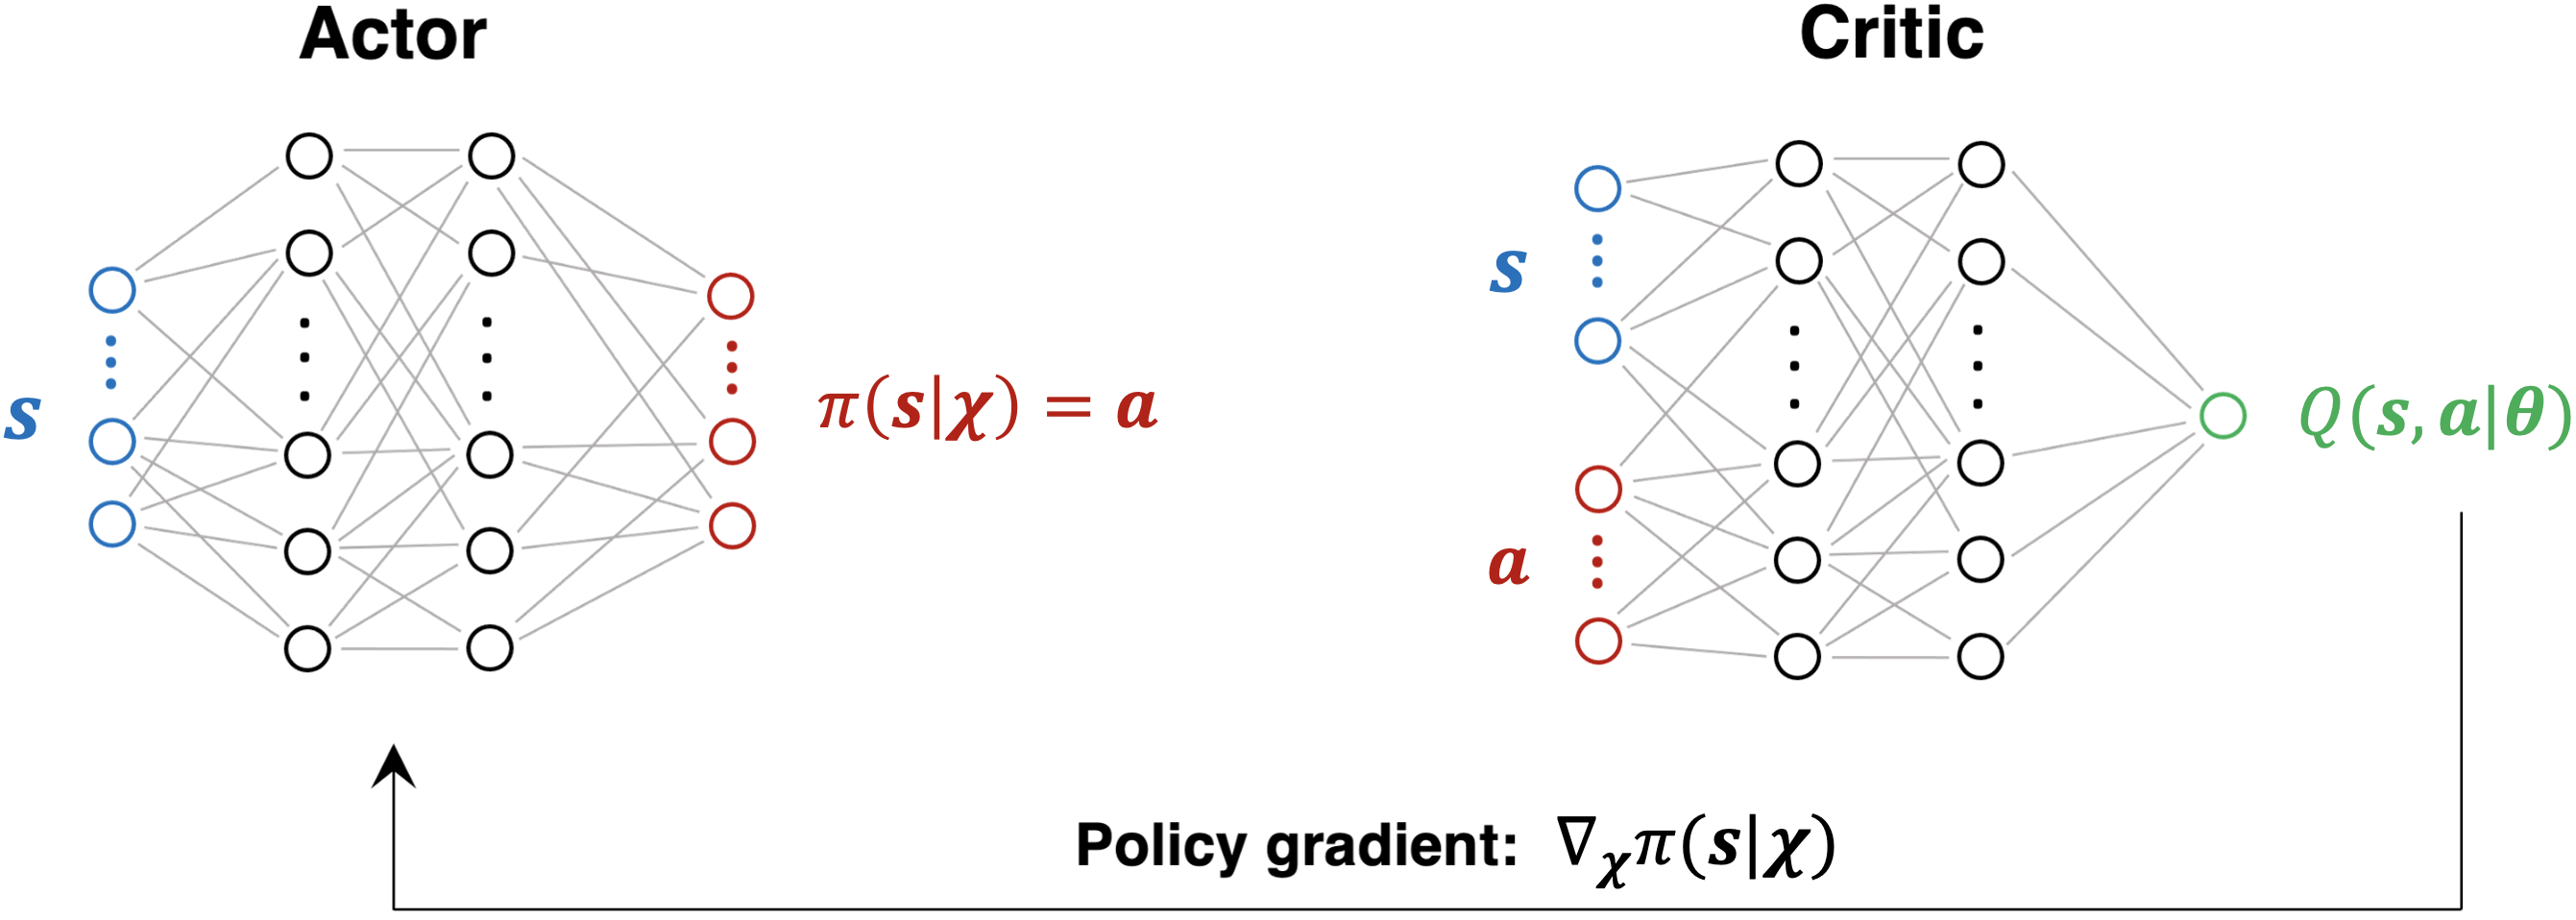 Actor
Critic
s
π(s|χ) = a
s
a
Q(s, a|θ)
Policy gradient: ∇χπ(s|χ)